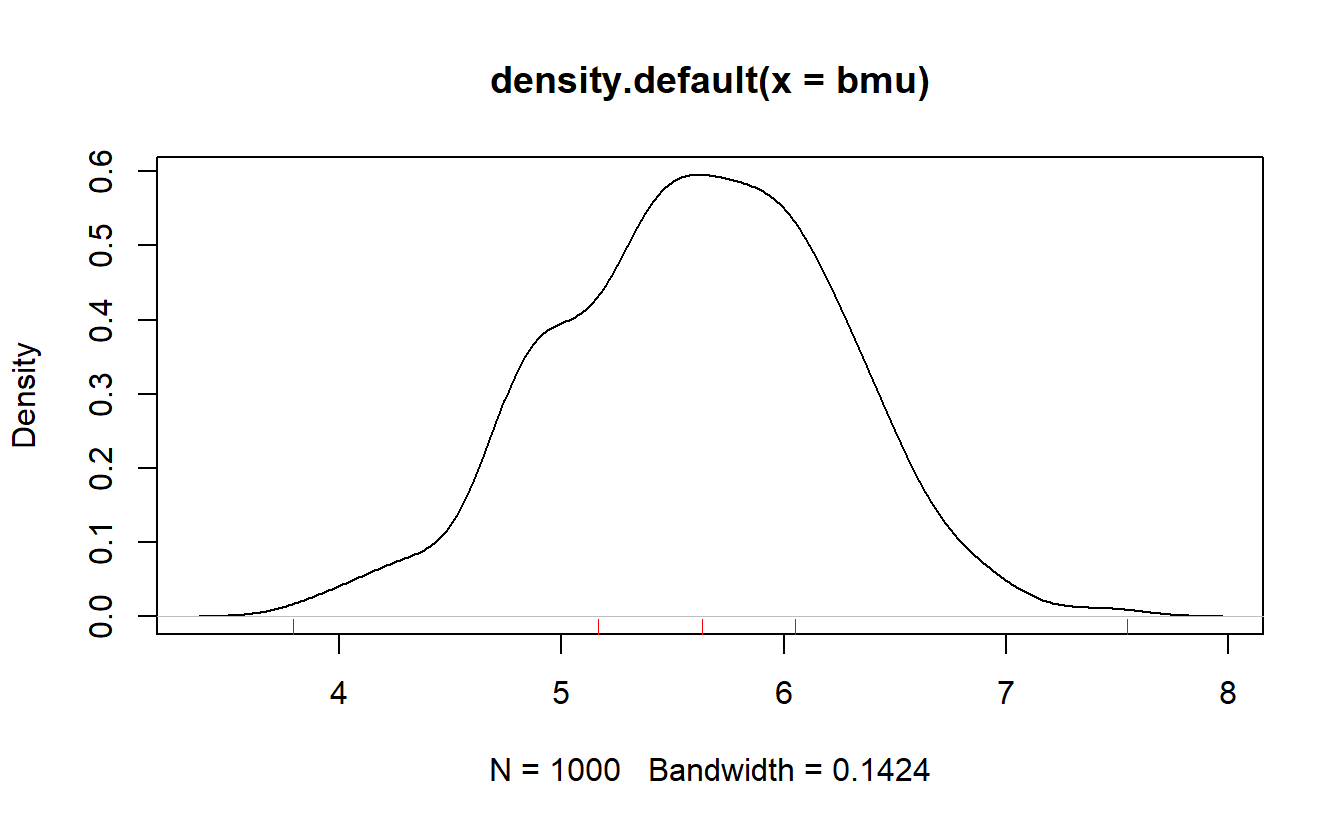 density.default(x = bmu)
Density
0.0 0.1 0.2 0.3 0.4 0.5 0.6
4 5 6 7 8
N = 1000 Bandwidth = 0.1424